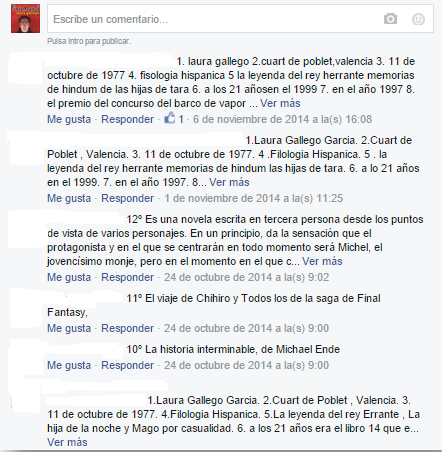 Escribe un comentario...
Pulsa Intro para publicar.
1. laura gallego 2.cuart de poblet,valencia 3. 11 de
octubre de 1977 4. fisologia hispanica 5 la leyenda del rey herrante memorias
de hindum de las hijas de tara 6. a los 21 añosen el 1999 7. en el año 1997 8.
el premio del concurso del barco de vapor ... Ver más
Me gusta · Responder · 1 · 6 de noviembre de 2014 a la(s) 16:08
1.Laura Gallego Garcia. 2.Cuart de
Poblet , Valencia. 3. 11 de octubre de 1977. 4 .Filologia Hispanica. 5 . la
leyenda del rey herrante memorias de hindum las hijas de tara. 6. a lo 21 años
en el 1999. 7. en el año 1997. 8... Ver más
Me gusta · Responder · 1 de noviembre de 2014 a la(s) 11:25
12º Es una novela escrita en tercera persona desde los puntos
de vista de varios personajes. En un principio, da la sensación que el
protagonista y en el que se centrarán en todo momento será Michel, el
jovencísimo monje, pero en el momento en el que c... Ver más
Me gusta · Responder · 24 de octubre de 2014 a la(s) 9:02
11º El viaje de Chihiro y Todos los de la saga de Final
Fantasy,
Me gusta · Responder · 24 de octubre de 2014 a la(s) 9:00
10º La historia interminable, de Michael Ende
Me gusta · Responder · 24 de octubre de 2014 a la(s) 9:00
1.Laura Gallego Garcia. 2.Cuart de Poblet , Valencia. 3.
11 de octubre de 1977. 4.Filologia Hispanica. 5.La leyenda del rey Errante , La
hija de la noche y Mago por casualidad. 6. a los 21 años era el libro 14 que e...
Ver más